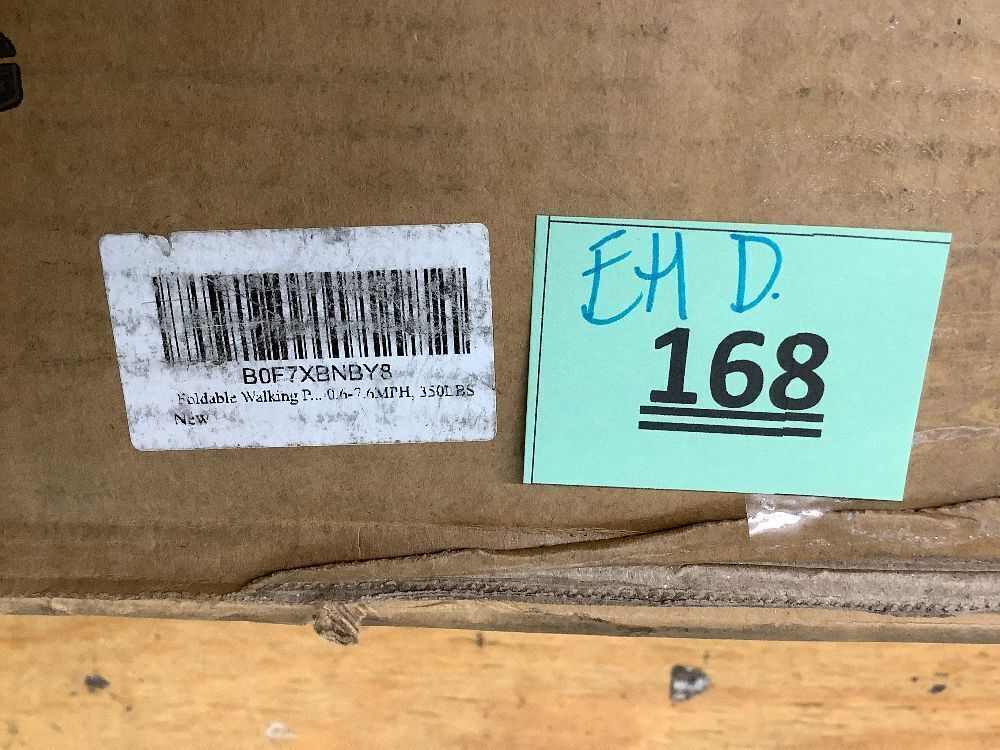 B0F7XBNBY8
Foldable Walking P... 0.6-7.6MPH, 350LBS
New
EH D.
168